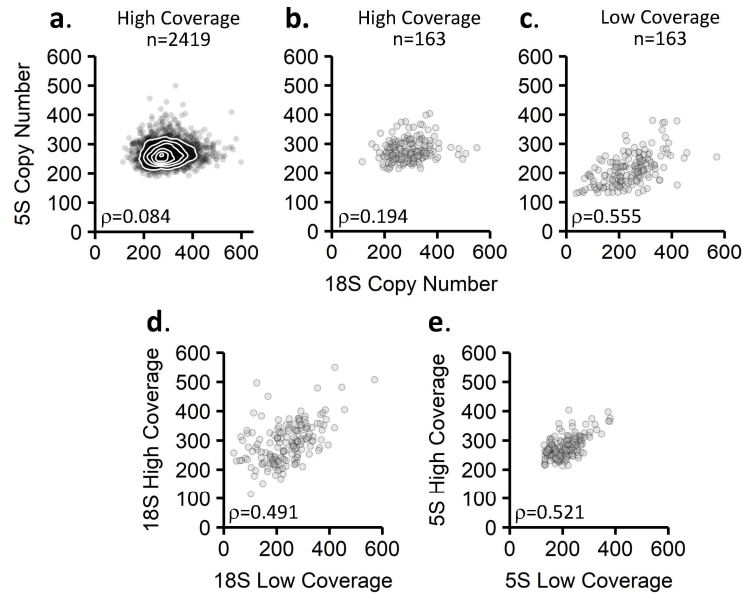 a.
High Coverage
n=2419
b.
High Coverage
n=163
c.
Low Coverage
n=163
5S Copy Number
600
500
400
300
200
100
0
ρ=0.084
0 200 400 600
600
500
400
300
200
100
0
ρ=0.194
0 200 400 600
600
500
400
300
200
100
0
ρ=0.555
0 200 400 600
18S Copy Number
d.
18S High Coverage
600
500
400
300
200
100
0
ρ=0.491
0 200 400 600
18S Low Coverage
e.
5S High Coverage
600
500
400
300
200
100
0
ρ=0.521
0 200 400 600
5S Low Coverage